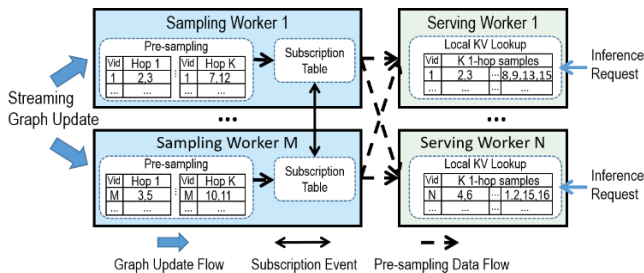 Sampling Worker 1
Pre-sampling
Vid Hop 1 Vid Hop K
1 2,3 1 7,12
... ... ... ...
Subscription
Table
Serving Worker 1
Local KV Lookup
Vid K 1-hop samples
1 2,3 ... 8,9,13,15
... ... ...
Inference
Request
Streaming
Graph Update
...
...
Sampling Worker M
Pre-sampling
Vid Hop 1 Vid Hop K
M 3,5 M 10,11
... ... ... ...
Subscription
Table
Serving Worker N
Local KV Lookup
Vid K 1-hop samples
N 4,6 ... 1,2,15,16
... ... ...
Inference
Request
Graph Update Flow
Subscription Event
Pre-sampling Data Flow